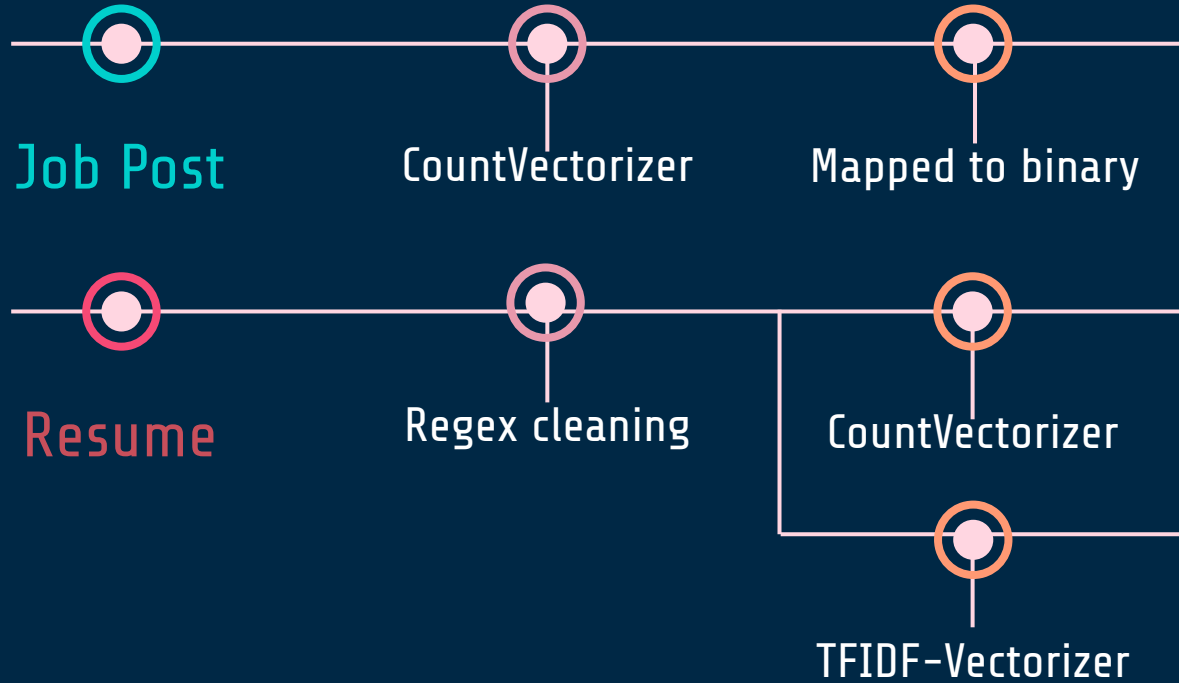 Job Post
CountVectorizer
Mapped to binary
Resume
Regex cleaning
CountVectorizer
TFIDF-Vectorizer